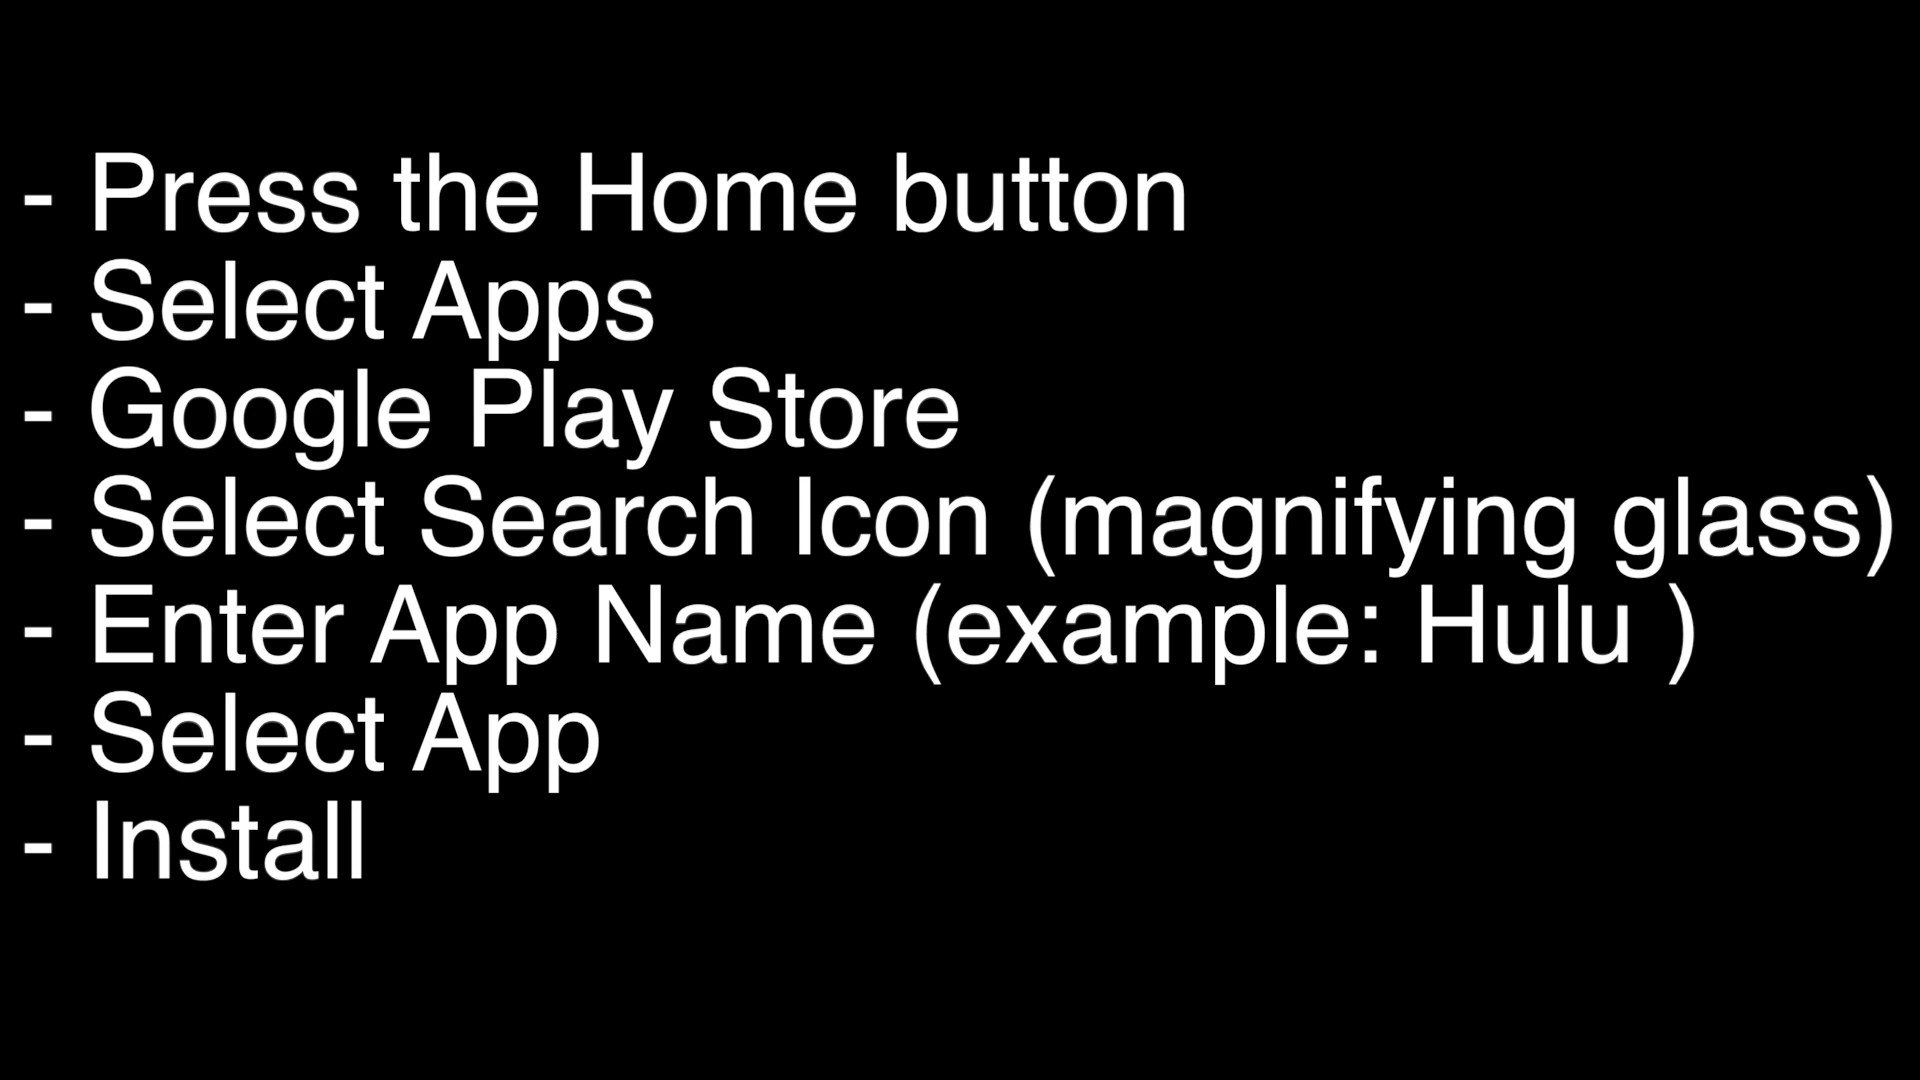 - Press the Home button
- Select Apps
- Google Play Store
- Select Search Icon (magnifying glass)
- Enter App Name (example: Hulu )
- Select App
- Install